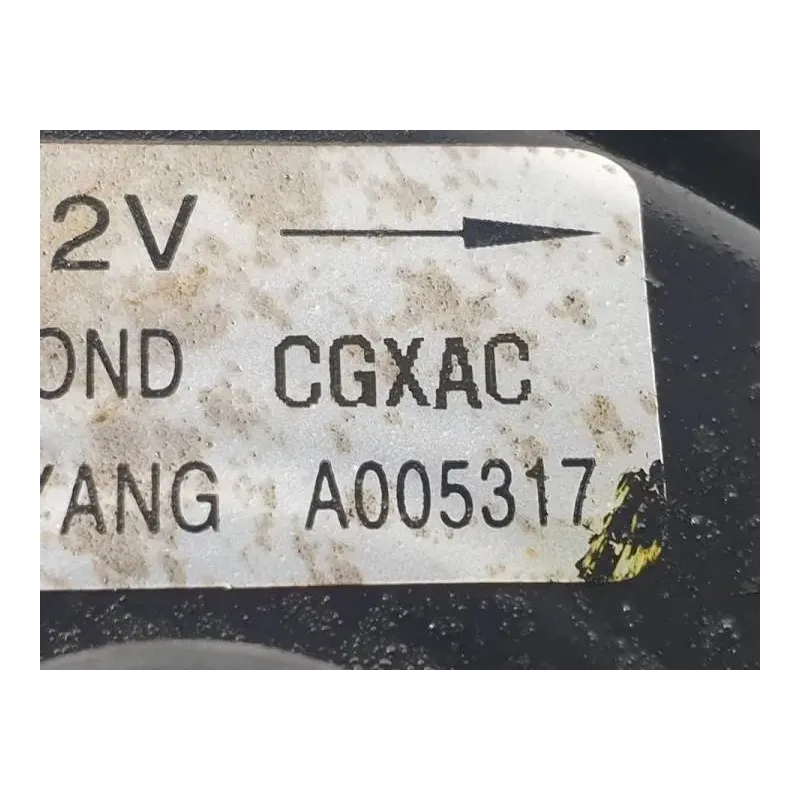 2V
OND CGXAC
YANG A005317